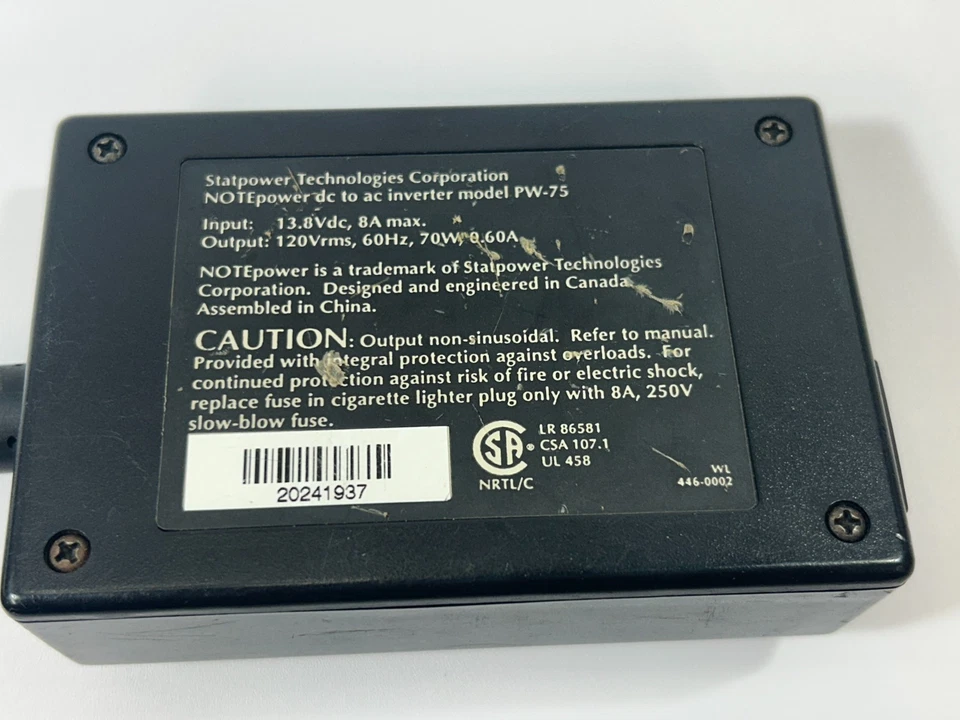 Statpower Technologies Corporation
NOTEpower dc to ac inverter model PW-75
Input: 13.8Vdc, 8A max.
Output: 120Vrms, 60Hz, 70W, 0.60A
NOTEpower is a trademark of Statpower Technologies
Corporation. Designed and engineered in Canada
Assembled in China.
CAUTION: Output non-sinusoidal. Refer to manual.
Provided with integral protection against overloads. For
continued protection against risk of fire or electric shock,
replace fuse in cigarette lighter plug only with 8A, 250V
slow-blow fuse.
20241937
CSA®
NRTL/C
LR 86581
CSA 107.1
UL 458
WL
446-0002